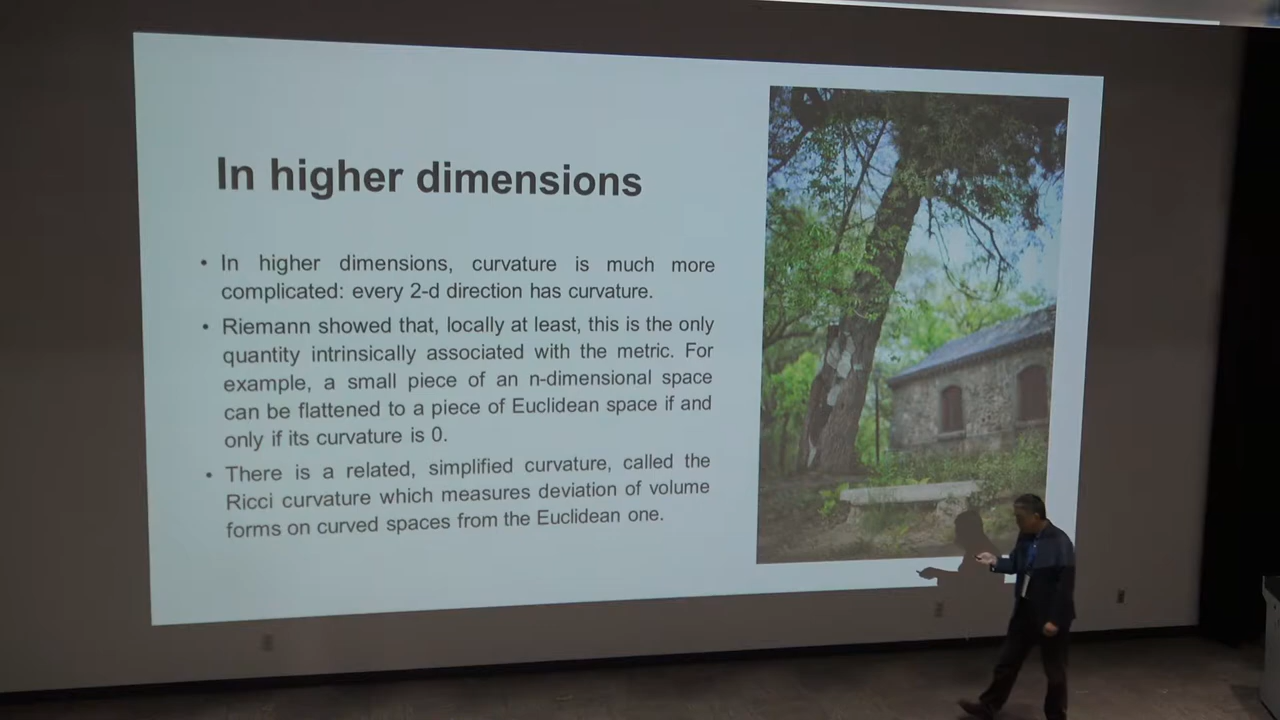 In higher dimensions
• In higher dimensions, curvature is much more
complicated: every 2-d direction has curvature.
• Riemann showed that, locally at least, this is the only
quantity intrinsically associated with the metric. For
example, a small piece of an n-dimensional space
can be flattened to a piece of Euclidean space if and
only if its curvature is 0.
• There is a related, simplified curvature, called the
Ricci curvature which measures deviation of volume
forms on curved spaces from the Euclidean one.